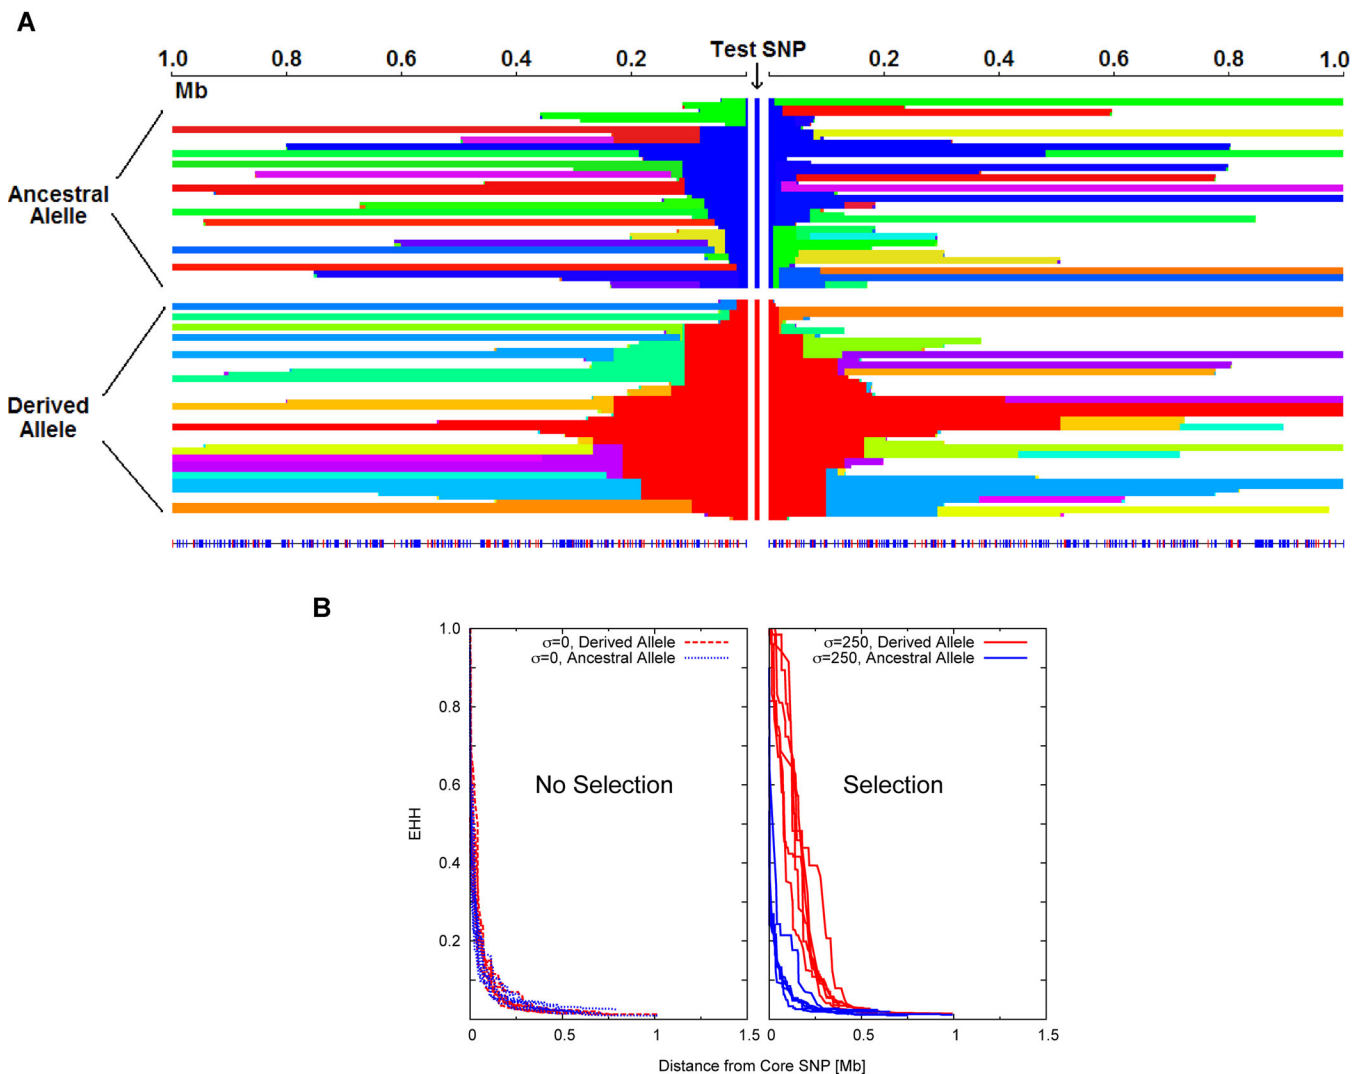 A
Test SNP
1.0 0.8 0.6 0.4 0.2 0.2 0.4 0.6 0.8 1.0
Mb
Ancestral
Alelle
Derived
Allele
B
1.0
0.8
0.6
0.4
0.2
EHH
σ=0, Derived Allele
σ=0, Ancestral Allele
No Selection
0 0.5 1 1.5
σ=250, Derived Allele
σ=250, Ancestral Allele
Selection
0 0.5 1 1.5
Distance from Core SNP [Mb]